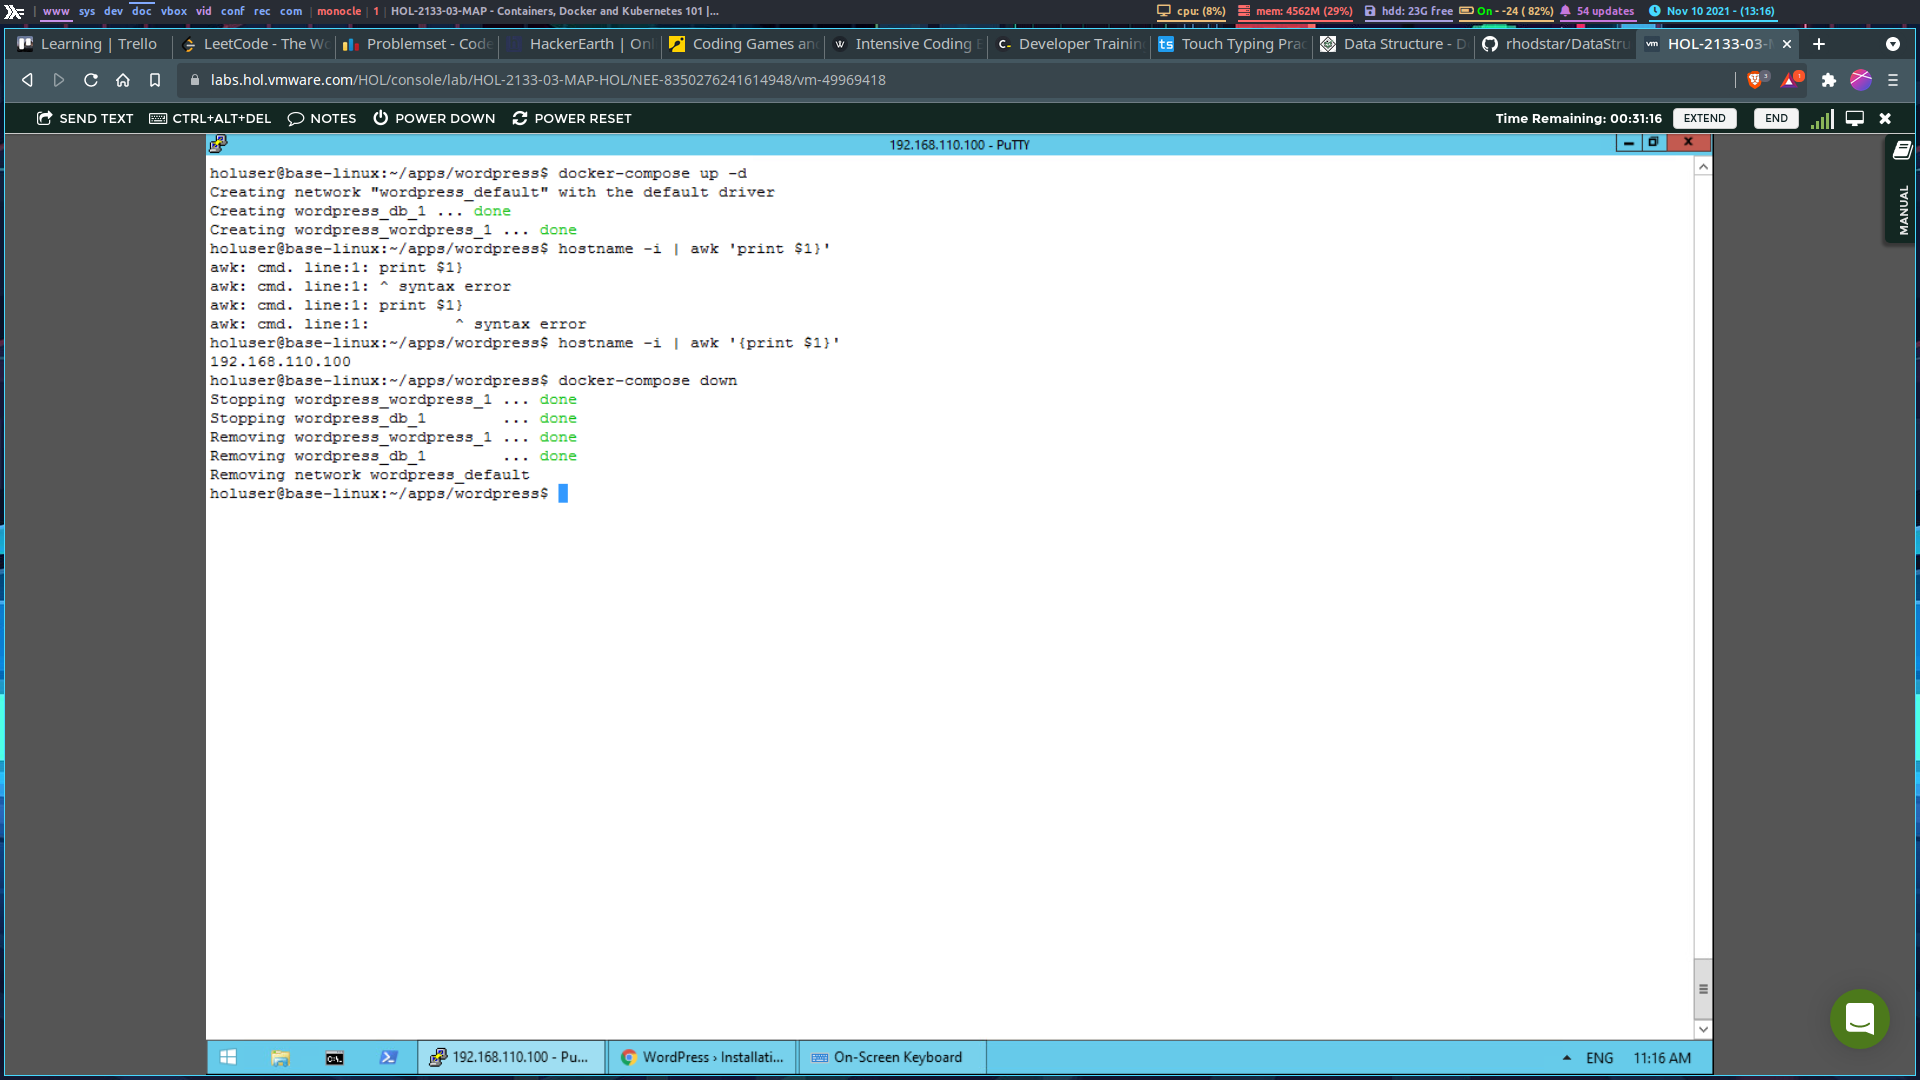 www sys dev doc vbox vid conf rec com monocle 1 HOL-2133-03-MAP - Containers, Docker and Kubernetes 101 |...
cpu: (8%) mem: 4562M (29%) hdd: 23G free On - -24 ( 82%) 54 updates Nov 10 2021 - (13:16)
Learning | Trello
LeetCode - The W
Problemset - Code
HackerEarth | Onl
Coding Games an
Intensive Coding
Developer Trainin
Touch Typing Prac
Data Structure - D
rhodstar/DataStru
HOL-2133-03-
labs.hol.vmware.com/HOL/console/lab/HOL-2133-03-MAP-HOL/NEE-8350276241614948/vm-49969418
SEND TEXT CTRL+ALT+DEL NOTES POWER DOWN POWER RESET
Time Remaining: 00:31:16 EXTEND END
MANUAL
192.168.110.100 - PuTTY
holuser@base-linux:~/apps/wordpress$ docker-compose up -d
Creating network "wordpress_default" with the default driver
Creating wordpress_db_1 ... done
Creating wordpress_wordpress_1 ... done
holuser@base-linux:~/apps/wordpress$ hostname -i | awk 'print $1}'
awk: cmd. line:1: print $1}
awk: cmd. line:1: ^ syntax error
awk: cmd. line:1: print $1}
awk: cmd. line:1:         ^ syntax error
holuser@base-linux:~/apps/wordpress$ hostname -i | awk '{print $1}'
192.168.110.100
holuser@base-linux:~/apps/wordpress$ docker-compose down
Stopping wordpress_wordpress_1 ... done
Stopping wordpress_db_1        ... done
Removing wordpress_wordpress_1 ... done
Removing wordpress_db_1        ... done
Removing network wordpress_default
holuser@base-linux:~/apps/wordpress$
192.168.110.100 - Pu...
WordPress › Installati...
On-Screen Keyboard
ENG 11:16 AM